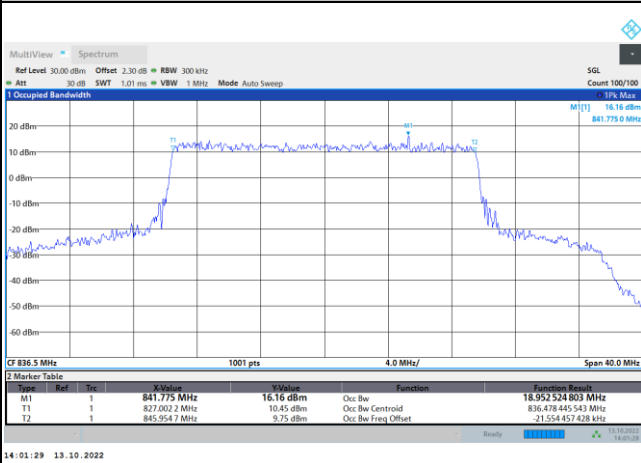 MultiView Spectrum
Ref Level 30.00 dBm Offset 2.30 dB RBW 300 kHz SGL
Att 30 dB SWT 1.01 ms VBW 1 MHz Mode Auto Sweep Count 100/100
1 Occupied Bandwidth 1Pk Max
M1[1] 16.16 dBm
841.775 0 MHz
20 dBm
T1
M1
T2
10 dBm
0 dBm
-10 dBm
-20 dBm
-30 dBm
-40 dBm
-50 dBm
-60 dBm
CF 836.5 MHz 1001 pts 4.0 MHz/ Span 40.0 MHz
2 Marker Table
Type Ref Trc X-Value Y-Value Function Function Result
M1 1 841.775 MHz 16.16 dBm Occ Bw 18.952 524 803 MHz
T1 1 827.002 2 MHz 10.45 dBm Occ Bw Centroid 836.478 445 543 MHz
T2 1 845.954 7 MHz 9.75 dBm Occ Bw Freq Offset -21.554 457 428 kHz
Ready 13.10.2022
14:01:28
14:01:29 13.10.2022